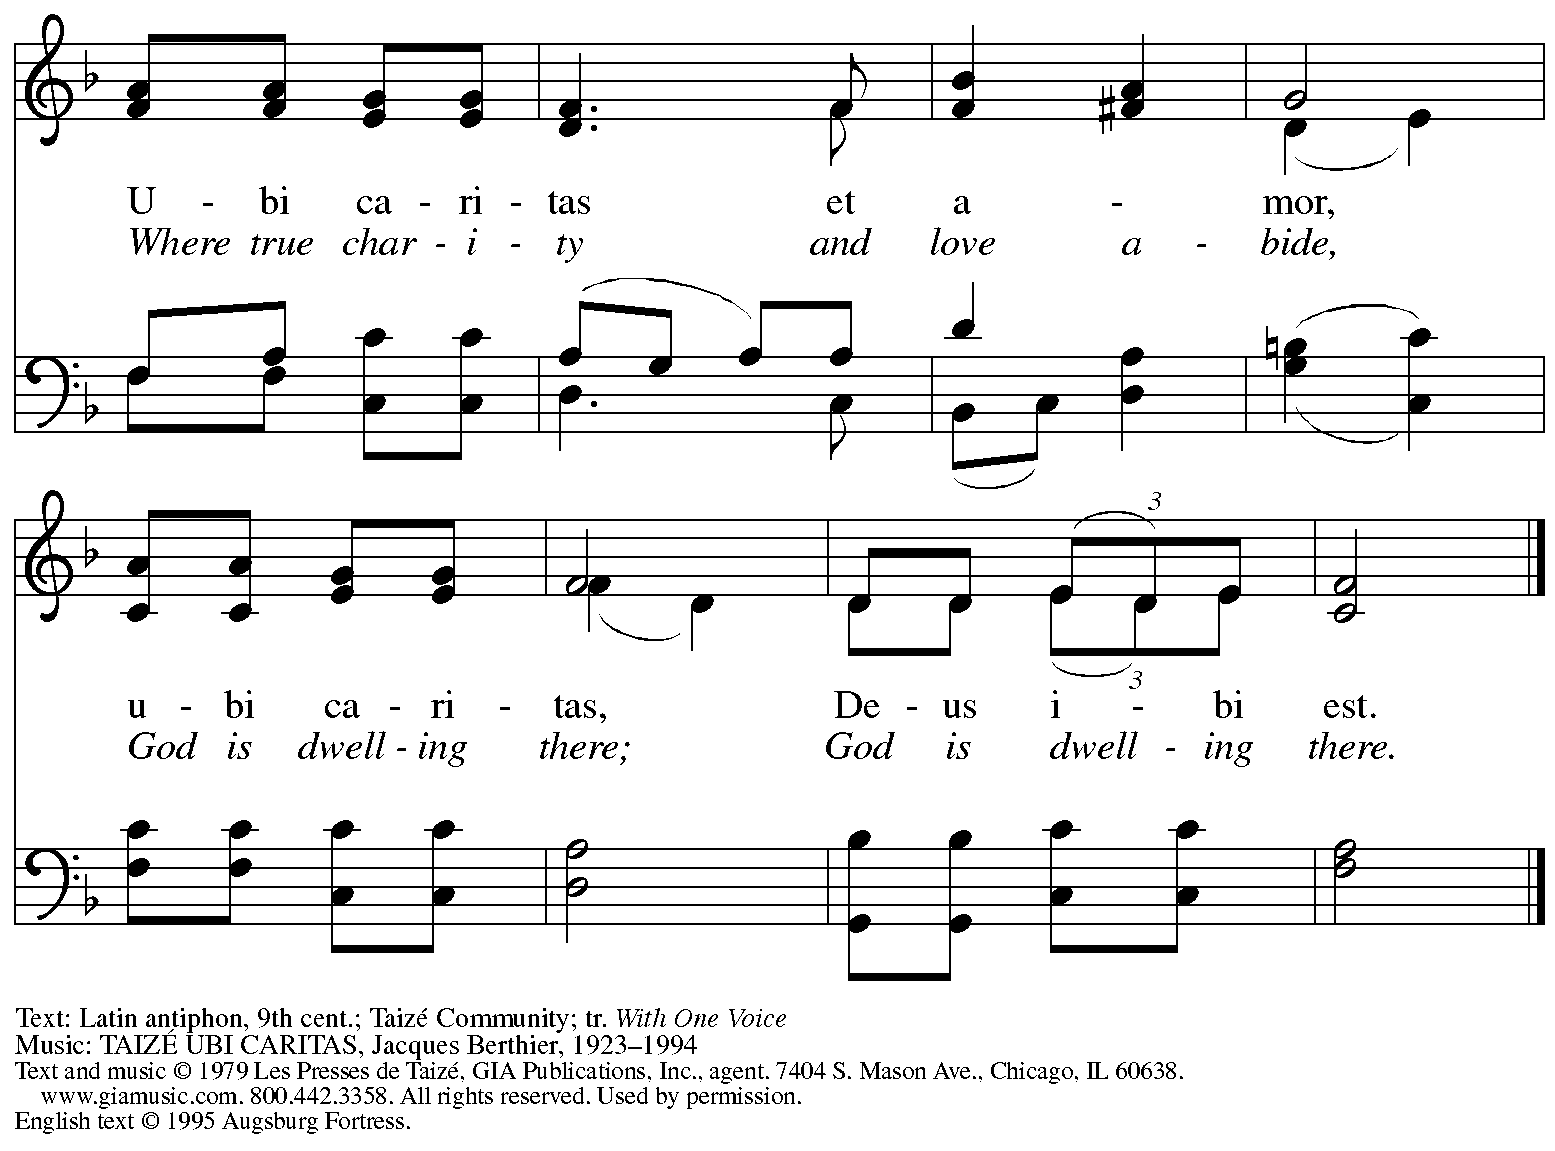 U - bi ca - ri - tas et a - mor,
Where true char - i - ty and love a - bide,
3
u - bi ca - ri - tas, De - us i - bi est.
3
God is dwell - ing there; God is dwell - ing there.
Text: Latin antiphon, 9th cent.; Taizé Community; tr. With One Voice
Music: TAIZÉ UBI CARITAS, Jacques Berthier, 1923–1994
Text and music © 1979 Les Presses de Taizé, GIA Publications, Inc., agent. 7404 S. Mason Ave., Chicago, IL 60638.
www.giamusic.com. 800.442.3358. All rights reserved. Used by permission.
English text © 1995 Augsburg Fortress.